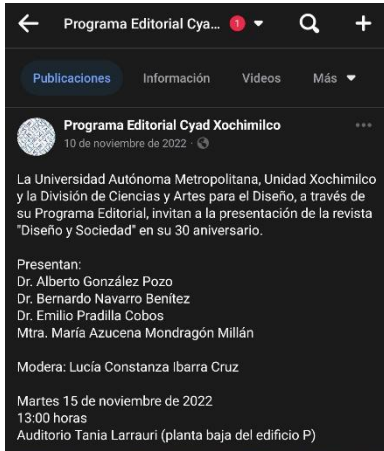 Programa Editorial Cya... 1
Publicaciones Información Videos Más
Programa Editorial Cyad Xochimilco
10 de noviembre de 2022 ·
La Universidad Autónoma Metropolitana, Unidad Xochimilco
y la División de Ciencias y Artes para el Diseño, a través de
su Programa Editorial, invitan a la presentación de la revista
"Diseño y Sociedad" en su 30 aniversario.
Presentan:
Dr. Alberto González Pozo
Dr. Bernardo Navarro Benítez
Dr. Emilio Pradilla Cobos
Mtra. María Azucena Mondragón Millán
Modera: Lucía Constanza Ibarra Cruz
Martes 15 de noviembre de 2022
13:00 horas
Auditorio Tania Larrauri (planta baja del edificio P)